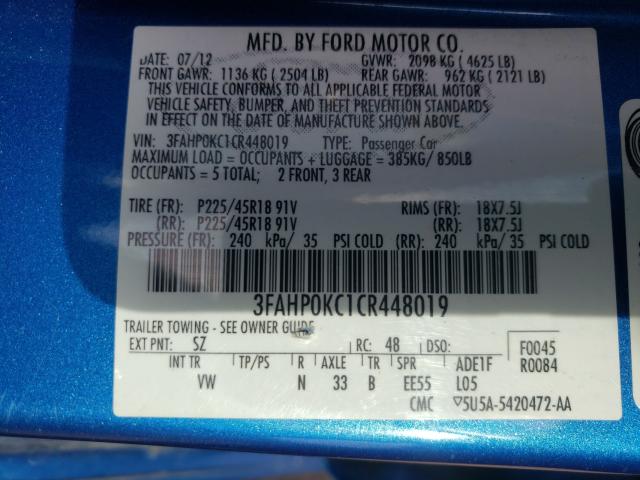 MFD. BY FORD MOTOR CO.
DATE: 07/12 GVWR: 2098 KG ( 4625 LB)
FRONT GAWR: 1136 KG ( 2504 LB) REAR GAWR: 962 KG ( 2121 LB)
THIS VEHICLE CONFORMS TO ALL APPLICABLE FEDERAL MOTOR
VEHICLE SAFETY, BUMPER, AND THEFT PREVENTION STANDARDS
IN EFFECT ON THE DATE OF MANUFACTURE SHOWN ABOVE.
VIN: 3FAHP0KC1CR448019 TYPE: Passenger Car
MAXIMUM LOAD = OCCUPANTS + LUGGAGE = 385KG/ 850LB
OCCUPANTS = 5 TOTAL; 2 FRONT, 3 REAR
TIRE (FR): P225/45R18 91V RIMS (FR): 18X7.5J
(RR): P225/45R18 91V (RR): 18X7.5J
PRESSURE (FR): 240 kPa/ 35 PSI COLD (RR): 240 kPa/ 35 PSI COLD
3FAHP0KC1CR448019
TRAILER TOWING - SEE OWNER GUIDE
EXT PNT: SZ RC: 48 DSO: F0045
INT TR TP/PS R AXLE TR SPR ADE1F R0084
VW N 33 B EE55 L05
CMC ▽5U5A-5420472-AA